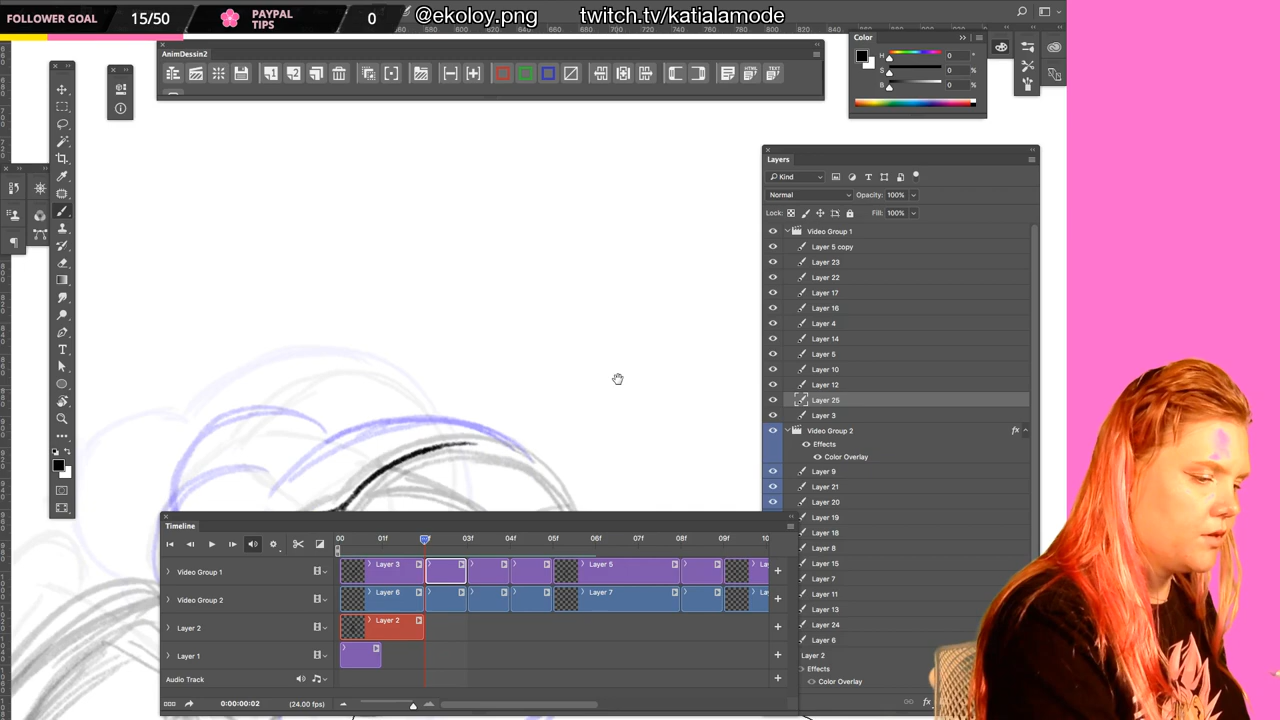 FOLLOWER GOAL 15/50 PAYPAL TIPS 0 @ekoloy.png twitch.tv/katialamode
AnimDessin2
Color
H 0 °
S 0 %
B 0 %
Layers
Kind
Normal Opacity: 100%
Lock: Fill: 100%
Video Group 1
Layer 5 copy
Layer 23
Layer 22
Layer 17
Layer 16
Layer 4
Layer 14
Layer 5
Layer 10
Layer 12
Layer 25
Layer 3
Video Group 2 fx
Effects
Color Overlay
Layer 9
Layer 21
Layer 20
Layer 19
Layer 18
Layer 8
Layer 15
Layer 7
Layer 11
Layer 13
Layer 24
Layer 6
Layer 2
Effects
Color Overlay
Timeline
00 01f 03f 04f 05f 06f 07f 08f 09f 10
Video Group 1 Layer 3 Layer 5
Video Group 2 Layer 6 Layer 7
Layer 2 Layer 2
Layer 1
Audio Track
0:00:00:02 (24.00 fps)